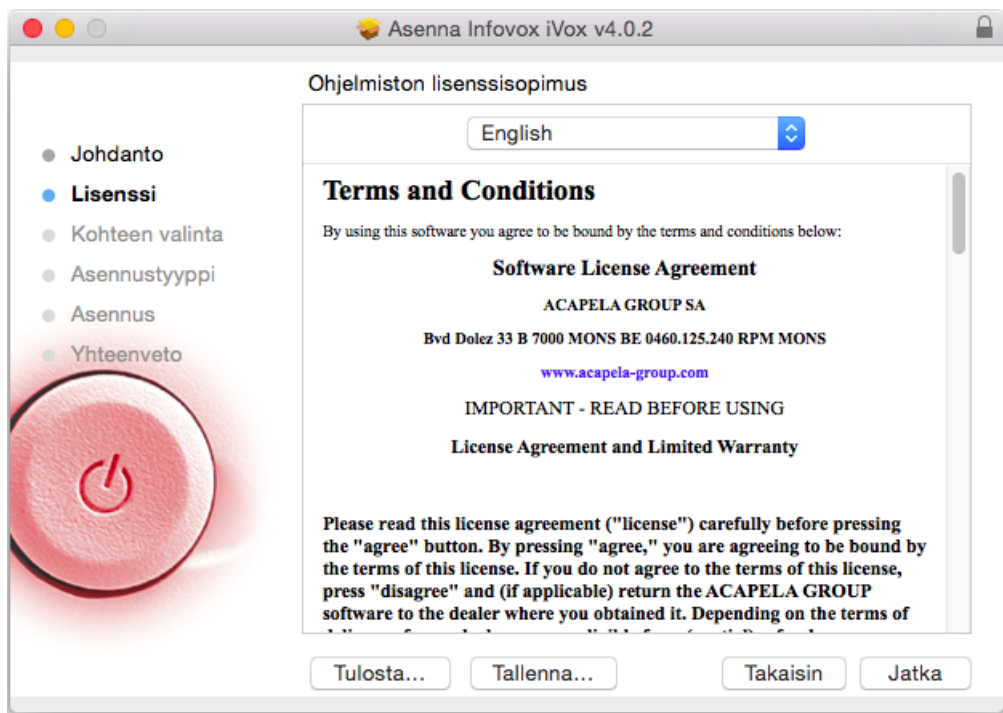 Asenna Infovox iVox v4.0.2
Ohjelmiston lisenssisopimus
English
Johdanto
Lisenssi
Kohteen valinta
Asennustyyppi
Asennus
Yhteenveto
Terms and Conditions
By using this software you agree to be bound by the terms and conditions below:
Software License Agreement
ACAPELA GROUP SA
Bvd Dolez 33 B 7000 MONS BE 0460.125.240 RPM MONS
www.acapela-group.com
IMPORTANT - READ BEFORE USING
License Agreement and Limited Warranty
Please read this license agreement ("license") carefully before pressing
the "agree" button. By pressing "agree," you are agreeing to be bound by
the terms of this license. If you do not agree to the terms of this license,
press "disagree" and (if applicable) return the ACAPELA GROUP
software to the dealer where you obtained it. Depending on the terms of
Tulosta...
Tallenna...
Takaisin
Jatka